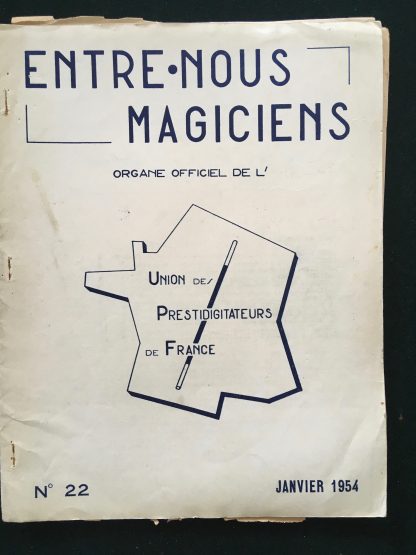 ENTRE•NOUS
MAGICIENS
ORGANE OFFICIEL DE L'
UNION DES
PRESTIDIGITATEURS
DE FRANCE
N° 22
JANVIER 1954